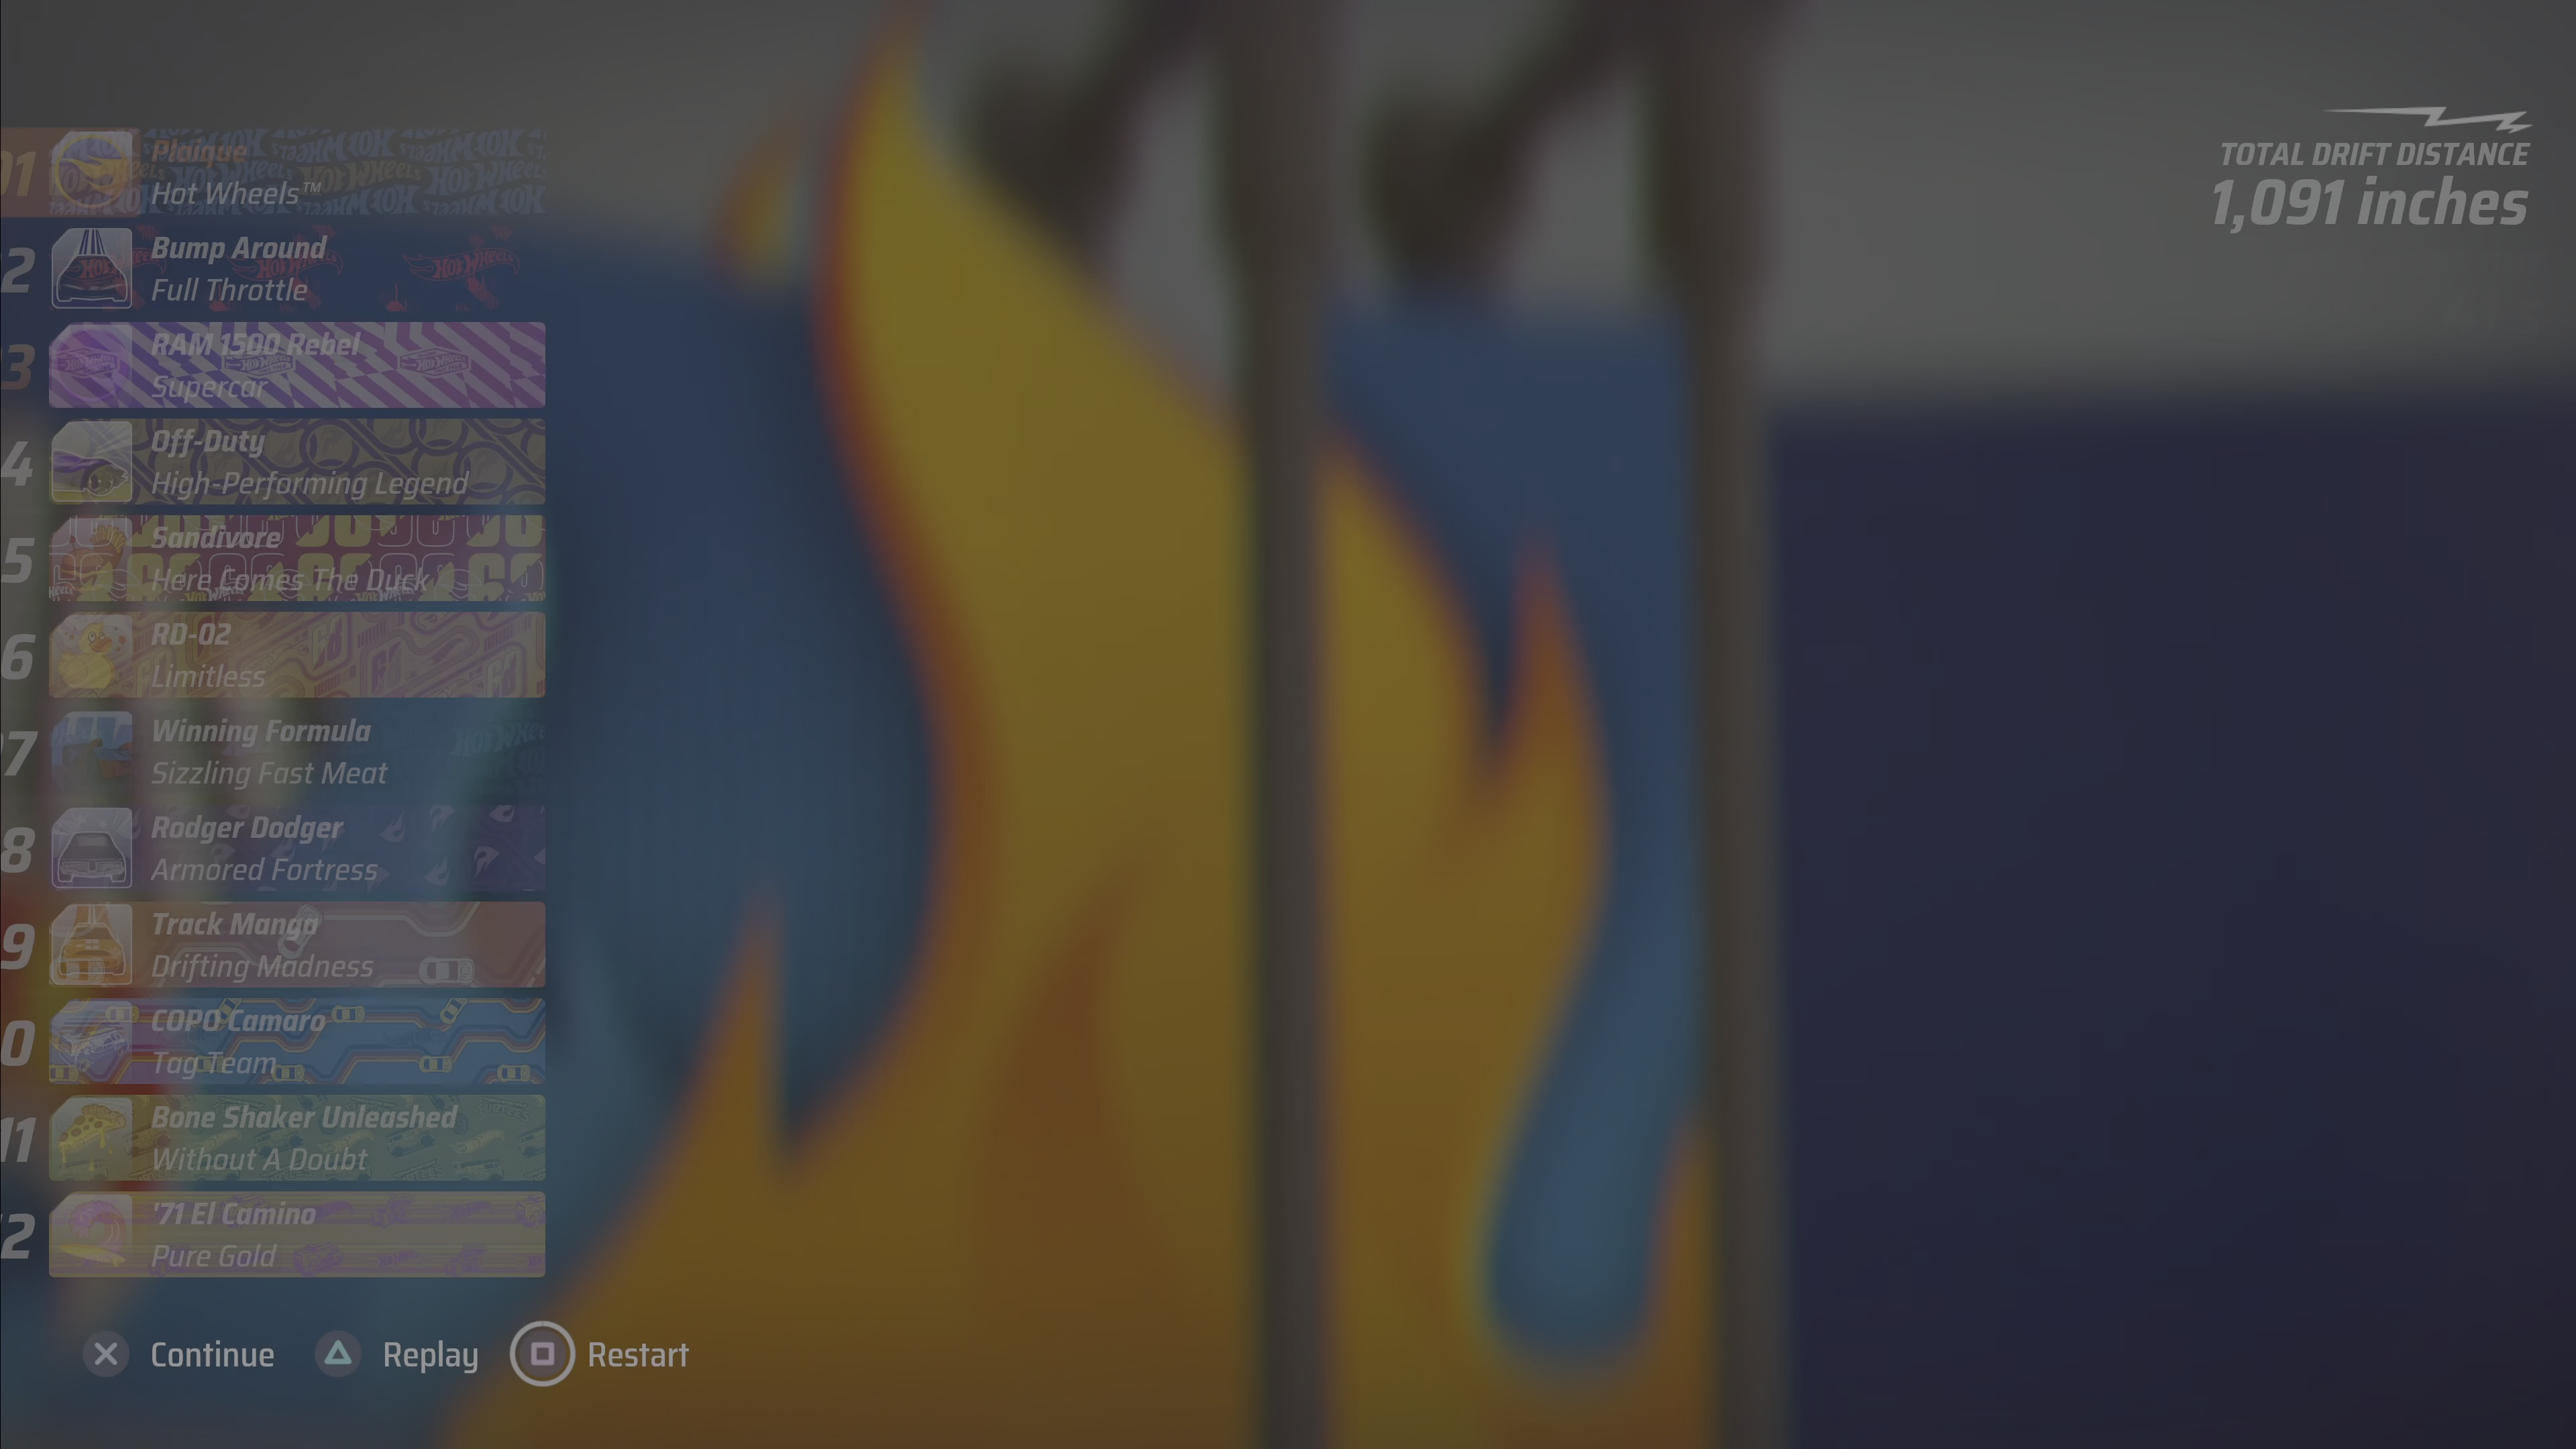 01 Plaique
Hot Wheels™
2 Bump Around
Full Throttle
3 RAM 1500 Rebel
Supercar
4 Off-Duty
High-Performing Legend
5 Sandivore
Here Comes The Duck
6 RD-02
Limitless
7 Winning Formula
Sizzling Fast Meat
8 Rodger Dodger
Armored Fortress
9 Track Manga
Drifting Madness
0 COPO Camaro
Tag Team
11 Bone Shaker Unleashed
Without A Doubt
2 '71 El Camino
Pure Gold
TOTAL DRIFT DISTANCE
1,091 inches
Continue Replay Restart